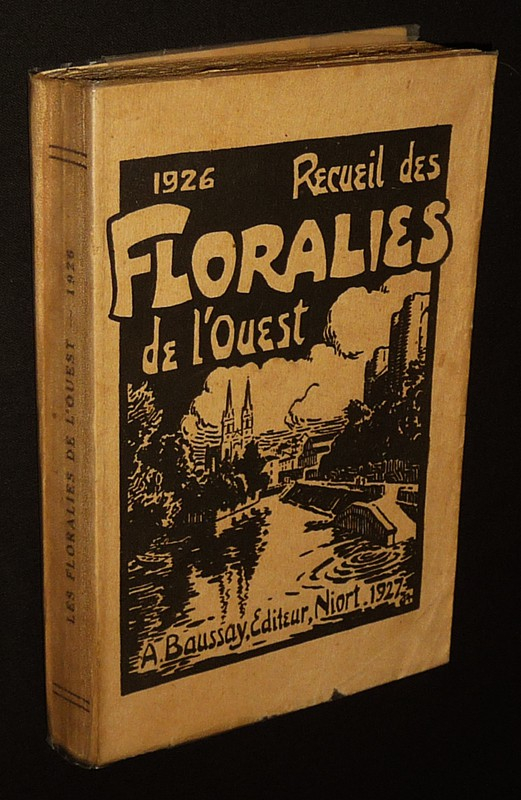 1926 Recueil des
FLORALIES
de l'Ouest
A. Baussay, Editeur, Niort. 1927
LES FLORALIES DE L'OUEST — 1926